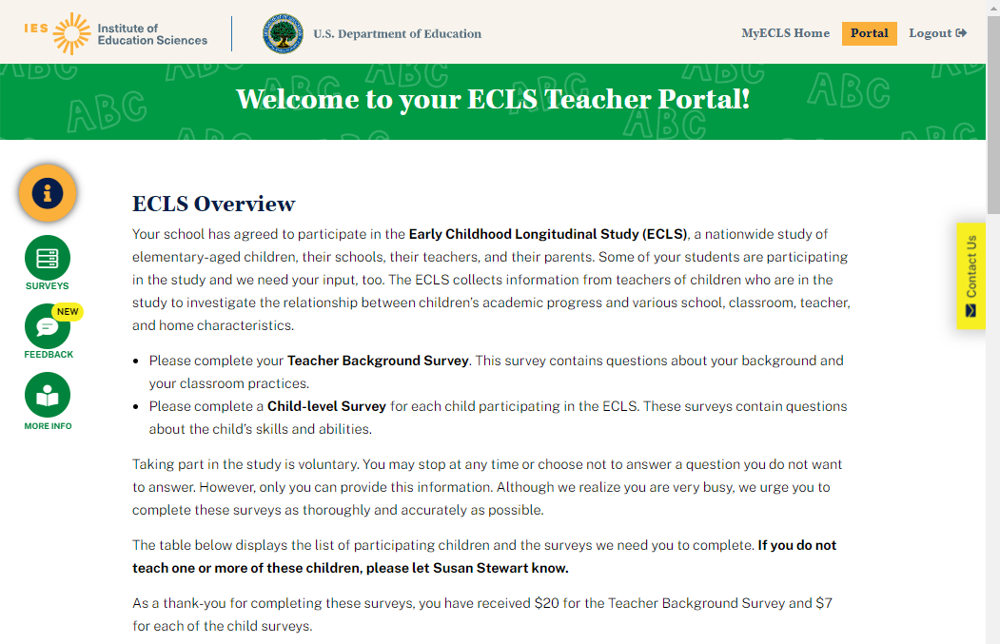 IES
Institute of
Education Sciences
U.S. Department of Education
MyECLS Home
Portal
Logout
ABC ABC ABC ABC ABC ABC ABC ABC ABC ABC ABC ABC
Welcome to your ECLS Teacher Portal!
SURVEYS
NEW
FEEDBACK
MORE INFO
ECLS Overview
Your school has agreed to participate in the Early Childhood Longitudinal Study (ECLS), a nationwide study of
elementary-aged children, their schools, their teachers, and their parents. Some of your students are participating
in the study and we need your input, too. The ECLS collects information from teachers of children who are in the
study to investigate the relationship between children's academic progress and various school, classroom, teacher,
and home characteristics.
• Please complete your Teacher Background Survey. This survey contains questions about your background and
your classroom practices.
• Please complete a Child-level Survey for each child participating in the ECLS. These surveys contain questions
about the child's skills and abilities.
Taking part in the study is voluntary. You may stop at any time or choose not to answer a question you do not want
to answer. However, only you can provide this information. Although we realize you are very busy, we urge you to
complete these surveys as thoroughly and accurately as possible.
The table below displays the list of participating children and the surveys we need you to complete. If you do not
teach one or more of these children, please let Susan Stewart know.
As a thank-you for completing these surveys, you have received $20 for the Teacher Background Survey and $7
for each of the child surveys.
Contact Us